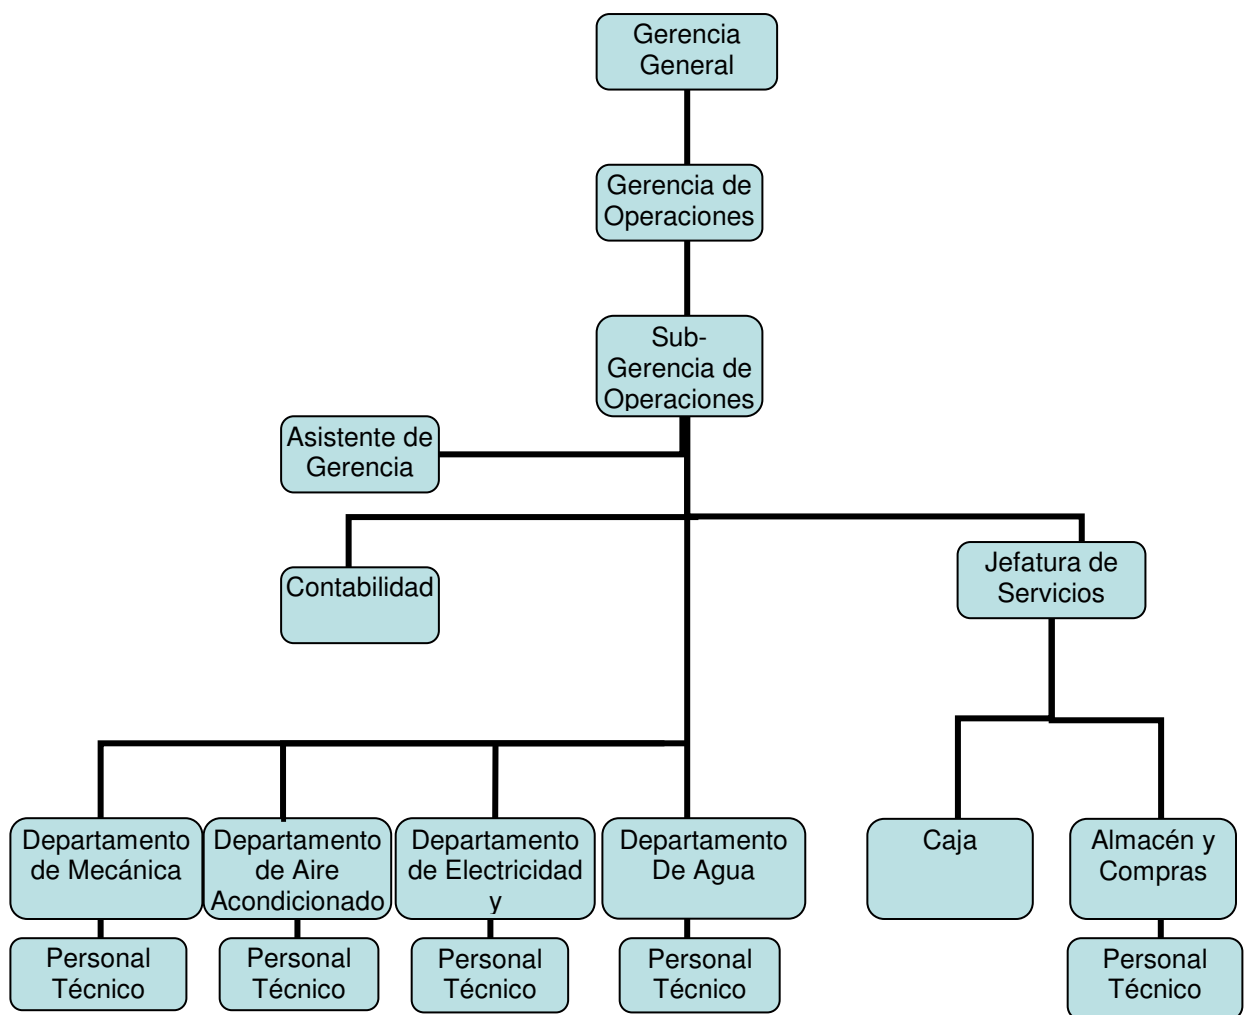 Gerencia
General
Gerencia de
Operaciones
Sub-
Gerencia de
Operaciones
Asistente de
Gerencia
Contabilidad
Jefatura de
Servicios
Departamento
de Mecánica
Departamento
de Aire
Acondicionado
Departamento
de Electricidad
y
Departamento
De Agua
Caja
Almacén y
Compras
Personal
Técnico
Personal
Técnico
Personal
Técnico
Personal
Técnico
Personal
Técnico